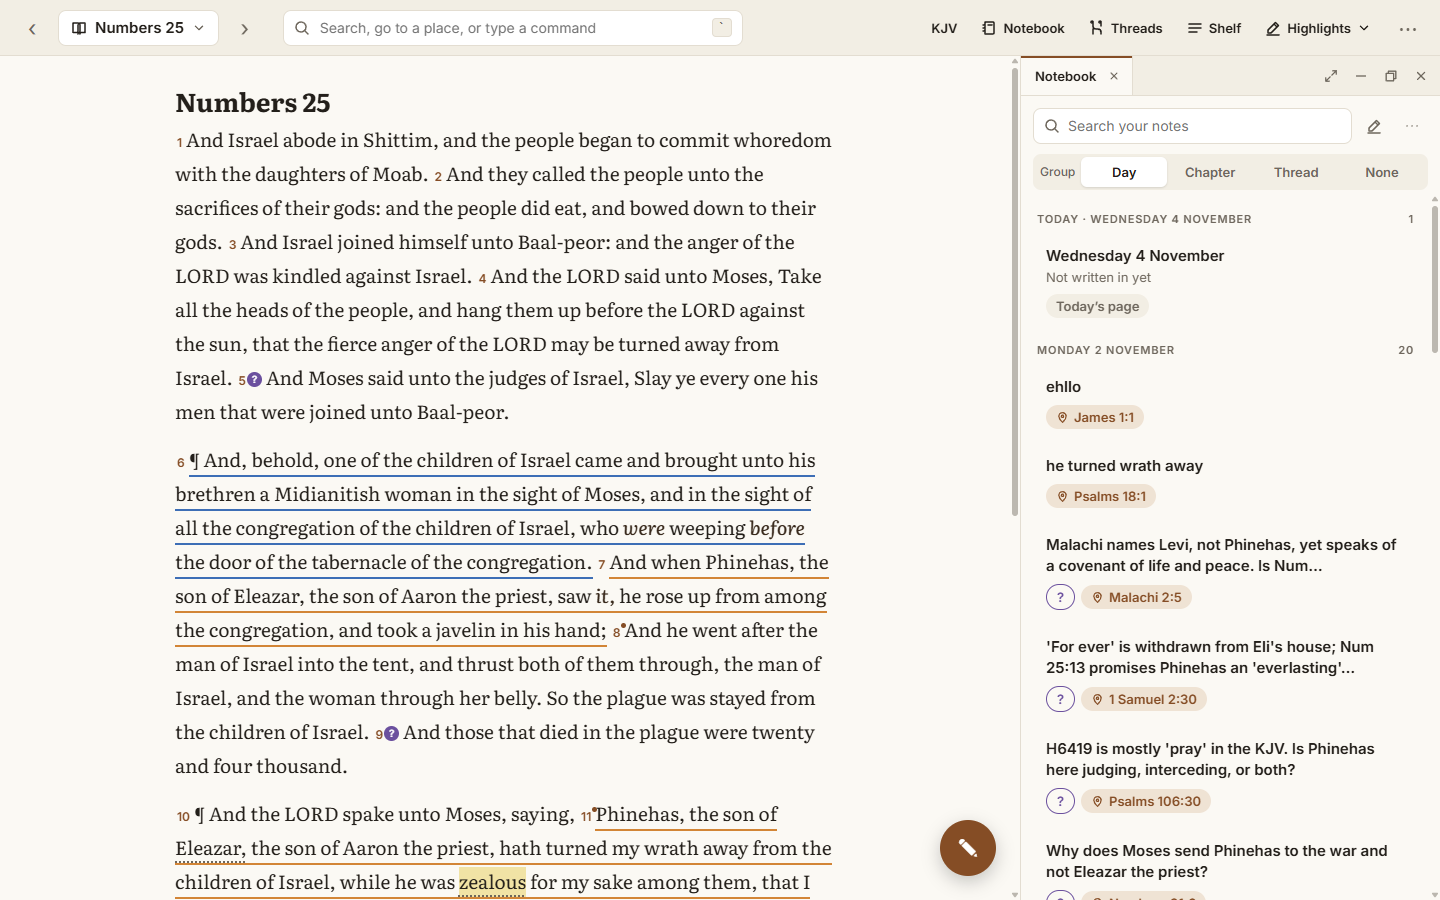 Numbers 25
Search, go to a place, or type a command
`
KJV
Notebook
Threads
Shelf
Highlights
Numbers 25
1 And Israel abode in Shittim, and the people began to commit whoredom
with the daughters of Moab. 2 And they called the people unto the
sacrifices of their gods: and the people did eat, and bowed down to their
gods. 3 And Israel joined himself unto Baal-peor: and the anger of the
LORD was kindled against Israel. 4 And the LORD said unto Moses, Take
all the heads of the people, and hang them up before the LORD against
the sun, that the fierce anger of the LORD may be turned away from
Israel. 5 ? And Moses said unto the judges of Israel, Slay ye every one his
men that were joined unto Baal-peor.
6 ¶ And, behold, one of the children of Israel came and brought unto his
brethren a Midianitish woman in the sight of Moses, and in the sight of
all the congregation of the children of Israel, who were weeping before
the door of the tabernacle of the congregation. 7 And when Phinehas, the
son of Eleazar, the son of Aaron the priest, saw it, he rose up from among
the congregation, and took a javelin in his hand; 8 And he went after the
man of Israel into the tent, and thrust both of them through, the man of
Israel, and the woman through her belly. So the plague was stayed from
the children of Israel. 9 ? And those that died in the plague were twenty
and four thousand.
10 ¶ And the LORD spake unto Moses, saying, 11 Phinehas, the son of
Eleazar, the son of Aaron the priest, hath turned my wrath away from the
children of Israel, while he was zealous for my sake among them, that I
Notebook
Search your notes
Group
Day
Chapter
Thread
None
TODAY · WEDNESDAY 4 NOVEMBER
1
Wednesday 4 November
Not written in yet
Today's page
MONDAY 2 NOVEMBER
20
ehllo
James 1:1
he turned wrath away
Psalms 18:1
Malachi names Levi, not Phinehas, yet speaks of
a covenant of life and peace. Is Num...
?
Malachi 2:5
'For ever' is withdrawn from Eli's house; Num
25:13 promises Phinehas an 'everlasting'...
?
1 Samuel 2:30
H6419 is mostly 'pray' in the KJV. Is Phinehas
here judging, interceding, or both?
?
Psalms 106:30
Why does Moses send Phinehas to the war and
not Eleazar the priest?